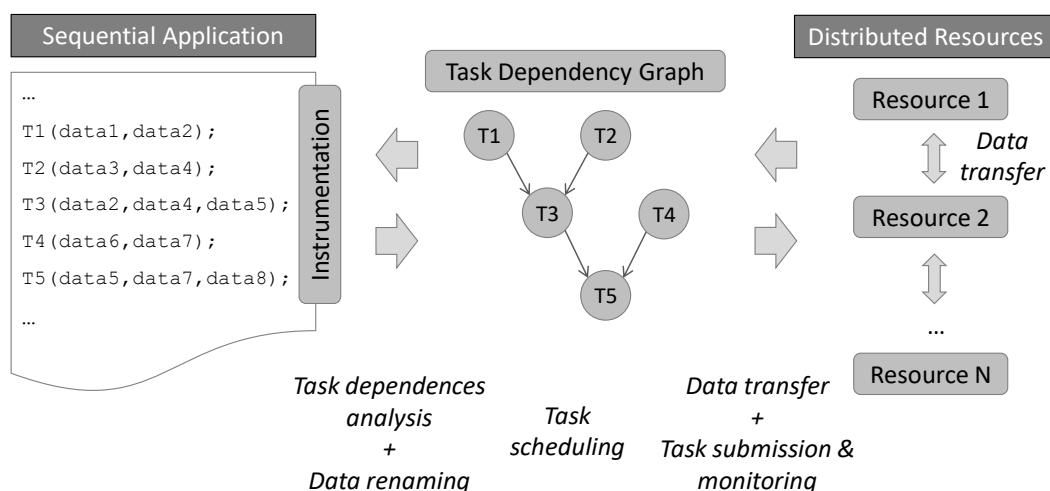 Sequential Application
…
T1(data1,data2);
T2(data3,data4);
T3(data2,data4,data5);
T4(data6,data7);
T5(data5,data7,data8);
…
Instrumentation
Task Dependency Graph
T1
T2
T3
T4
T5
Distributed Resources
Resource 1
Data
transfer
Resource 2
…
Resource N
Task dependences
analysis
+
Data renaming
Task
scheduling
Data transfer
+
Task submission &
monitoring